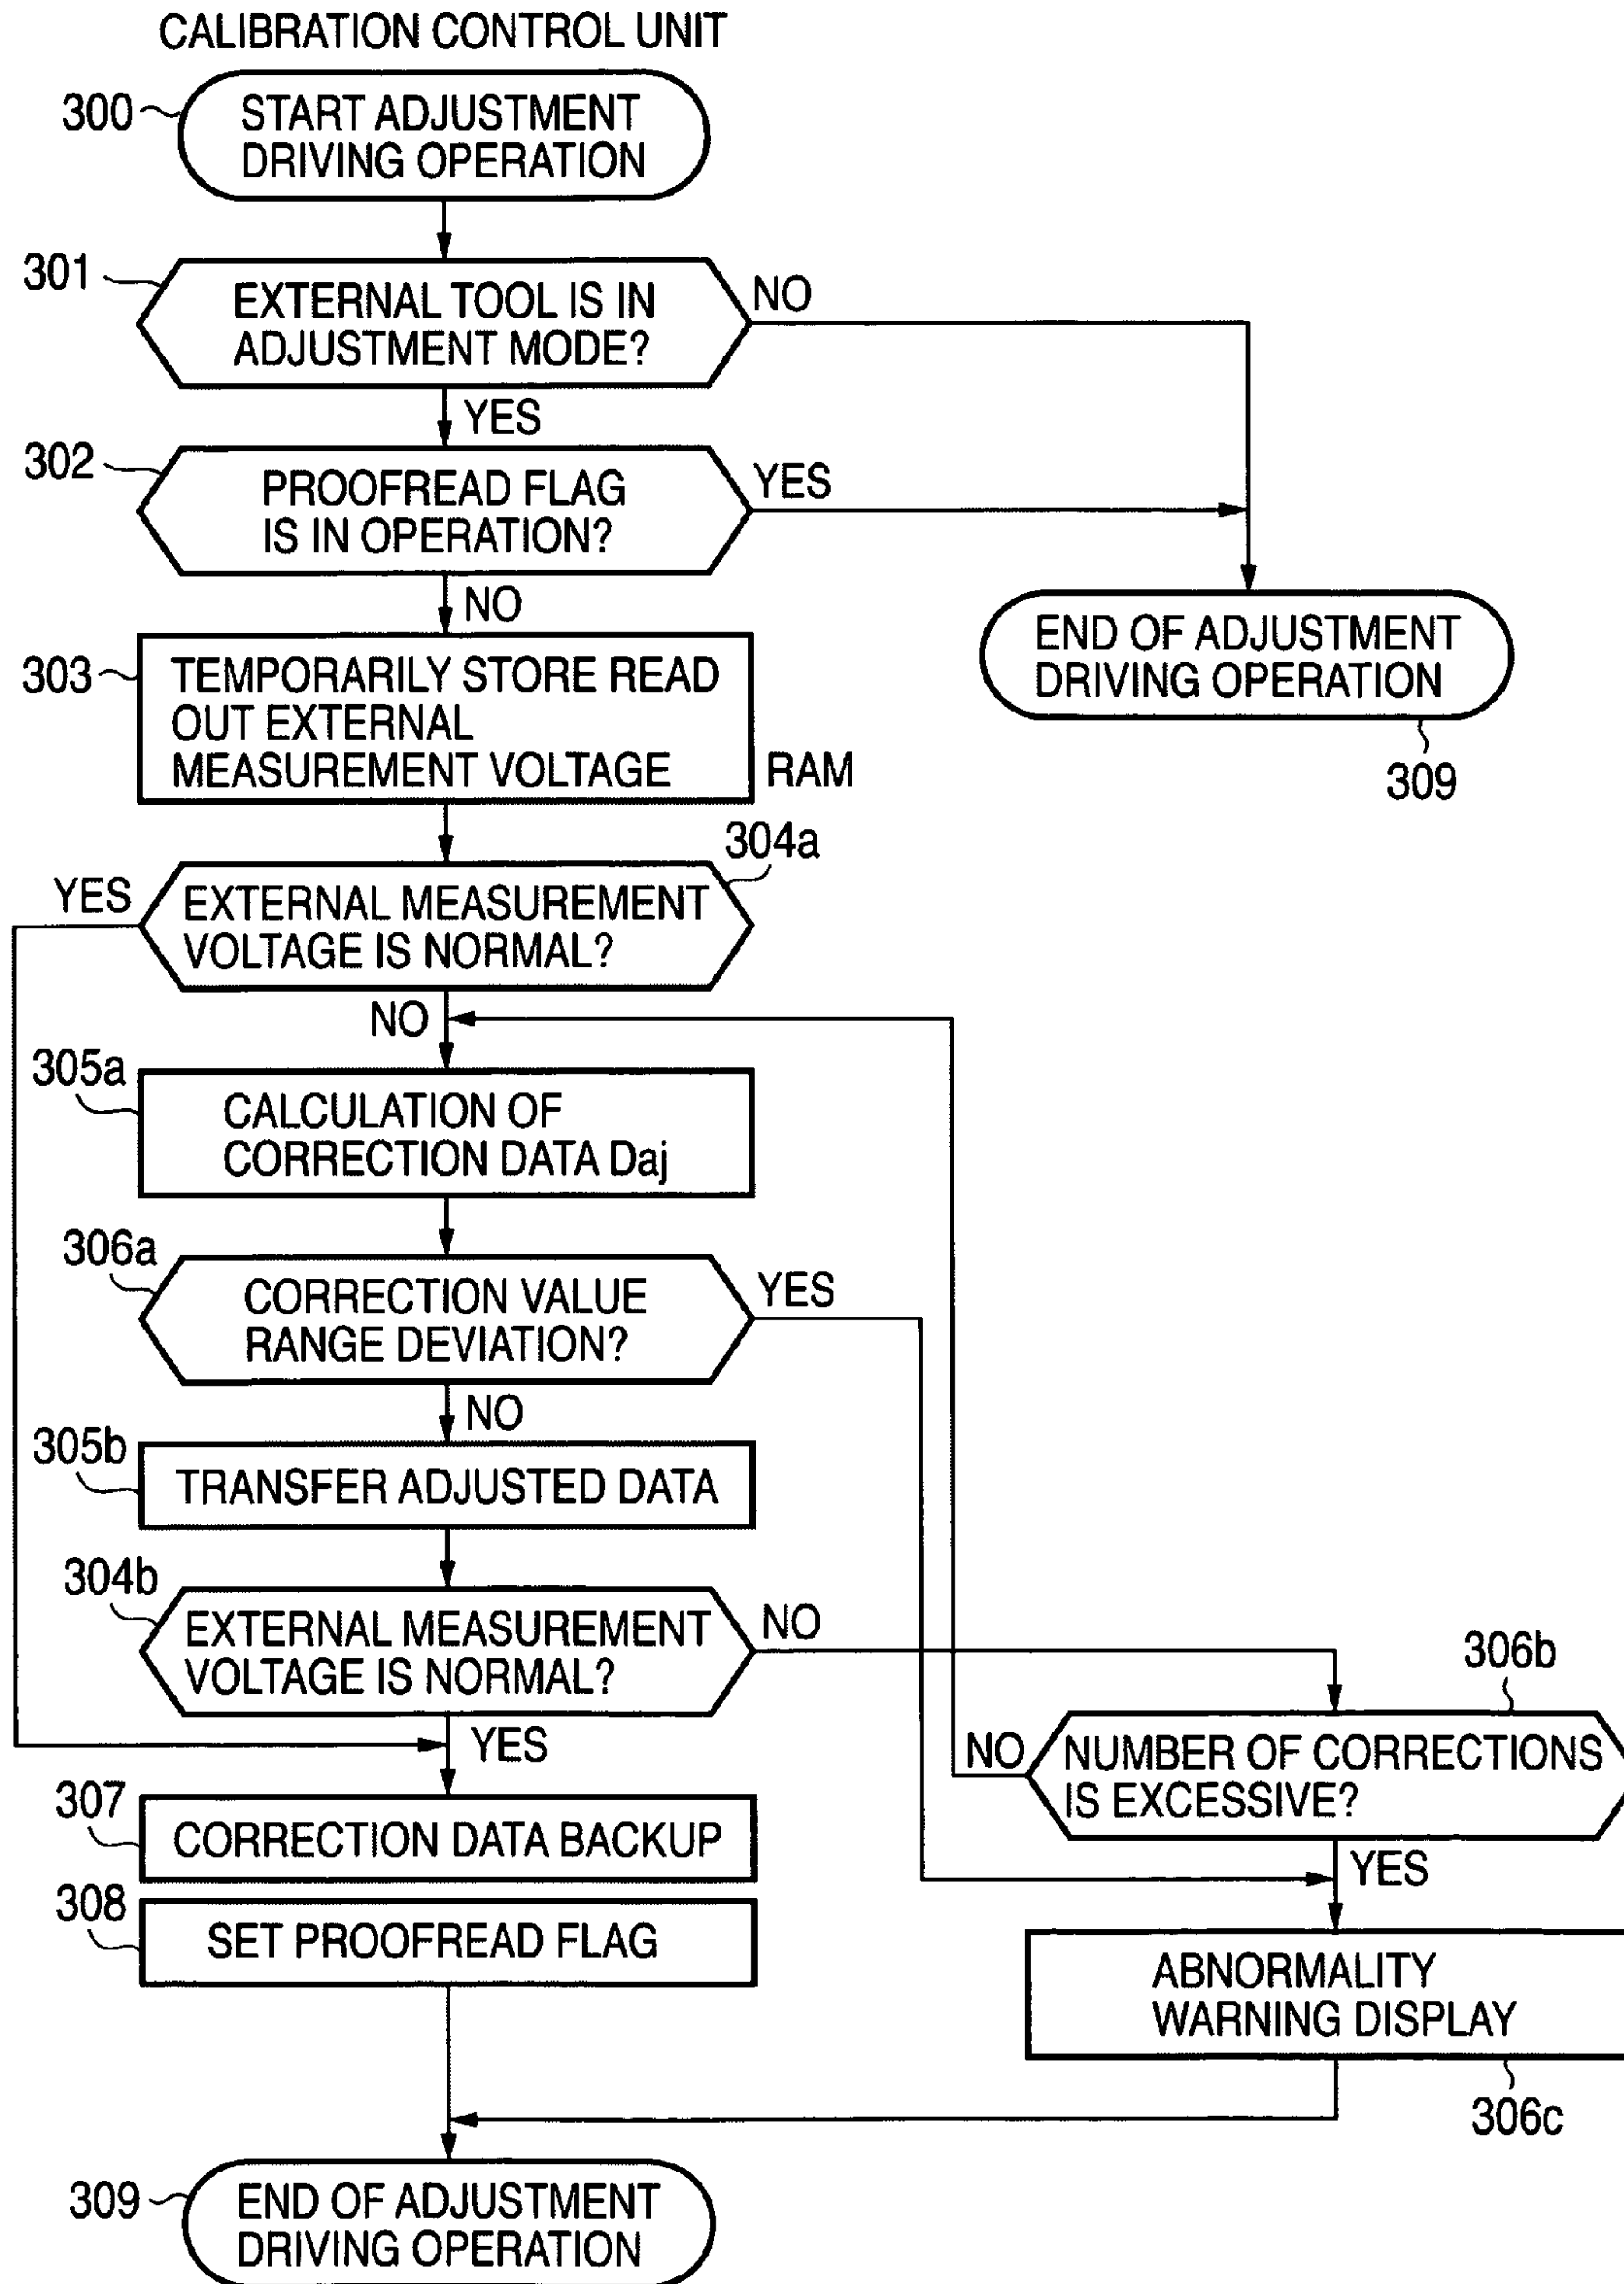 CALIBRATION CONTROL UNIT
300
START ADJUSTMENT
DRIVING OPERATION
301
EXTERNAL TOOL IS IN
ADJUSTMENT MODE?
NO
YES
302
PROOFREAD FLAG
IS IN OPERATION?
YES
NO
303
TEMPORARILY STORE READ
OUT EXTERNAL
MEASUREMENT VOLTAGE
RAM
END OF ADJUSTMENT
DRIVING OPERATION
309
304a
YES
EXTERNAL MEASUREMENT
VOLTAGE IS NORMAL?
NO
305a
CALCULATION OF
CORRECTION DATA Daj
306a
CORRECTION VALUE
RANGE DEVIATION?
YES
NO
305b
TRANSFER ADJUSTED DATA
304b
EXTERNAL MEASUREMENT
VOLTAGE IS NORMAL?
NO
YES
306b
NO
NUMBER OF CORRECTIONS
IS EXCESSIVE?
YES
307
CORRECTION DATA BACKUP
308
SET PROOFREAD FLAG
ABNORMALITY
WARNING DISPLAY
306c
309
END OF ADJUSTMENT
DRIVING OPERATION